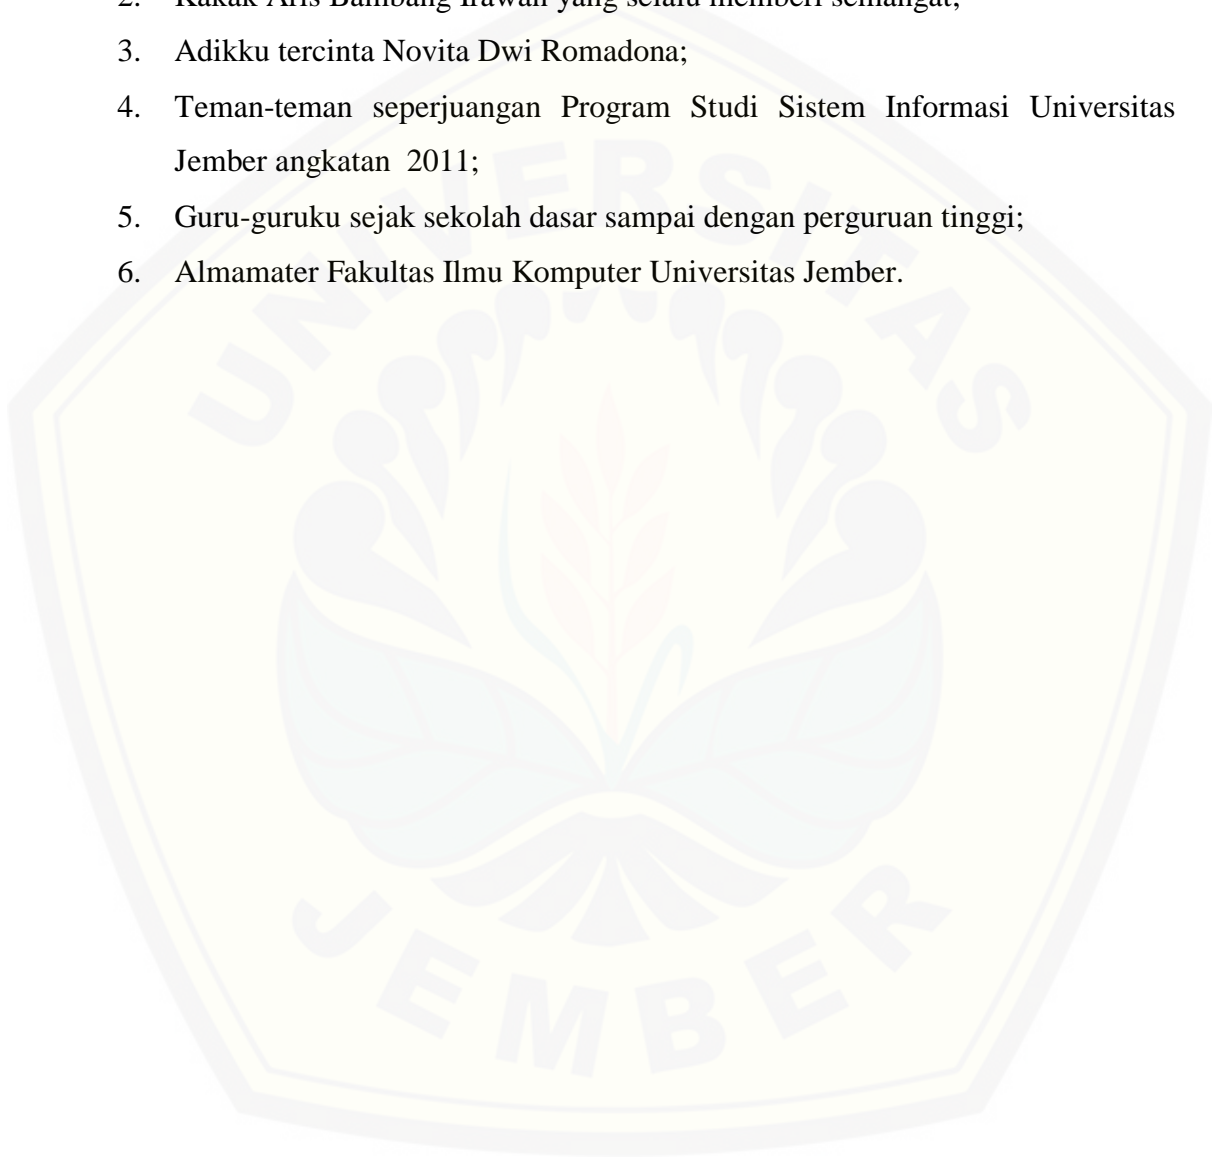 2. Kakak Aris Bambang Irawan yang selalu memberi semangat;
3. Adikku tercinta Novita Dwi Romadona;
4. Teman-teman seperjuangan Program Studi Sistem Informasi Universitas
Jember angkatan 2011;
5. Guru-guruku sejak sekolah dasar sampai dengan perguruan tinggi;
6. Almamater Fakultas Ilmu Komputer Universitas Jember.
UNIVERSITAS
JEMBER